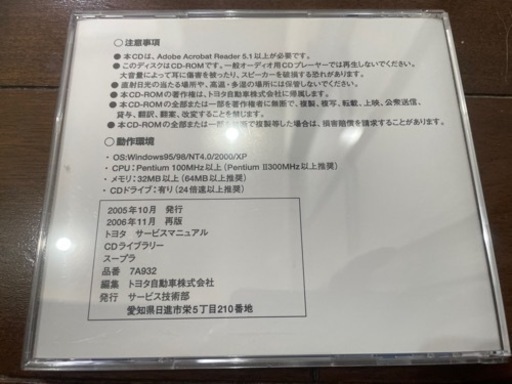 ○注意事項
● 本CDは、Adobe Acrobat Reader 5.1以上が必要です。
● このディスクはCD-ROMです。一般オーディオ用CDプレーヤーでは再生しないでください。
大音量によって耳に傷害を被ったり、スピーカーを破損する恐れがあります。
● 直射日光の当たる場所や、高温・多湿の場所には保管しないでください。
● 本CD-ROMの著作権は、トヨタ自動車株式会社に帰属します。
● 本CD-ROMの全部または一部を著作権者に無断で、複製、複写、転載、上映、公衆送信、
貸与、翻訳、翻案、改変することを禁じます。
● 本CD-ROMの全部または一部を無断で複製等した場合は、損害賠償を請求することがあります。
○動作環境
・OS:Windows95/98/NT4.0/2000/XP
・CPU:Pentium 100MHz以上(Pentium II300MHz以上推奨)
・メモリ:32MB以上(64MB以上推奨)
・CDドライブ:有り(24倍速以上推奨)
2005年10月 発行
2006年11月 再版
トヨタ サービスマニュアル
CDライブラリー
スープラ
品番 7A932
編集 トヨタ自動車株式会社
発行 サービス技術部
愛知県日進市栄5丁目210番地